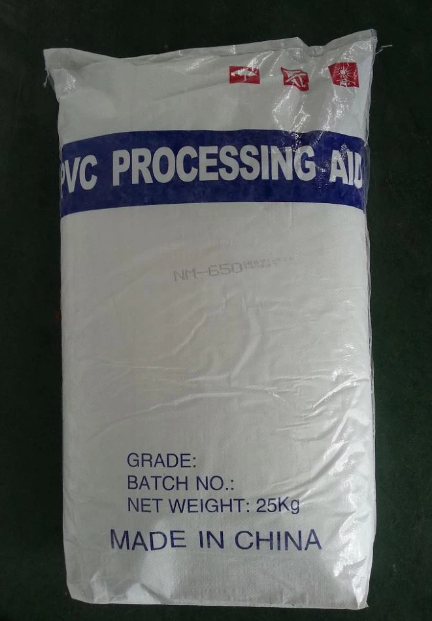 PVC PROCESSING AID
NM-650
GRADE:
BATCH NO.:
NET WEIGHT: 25Kg
MADE IN CHINA